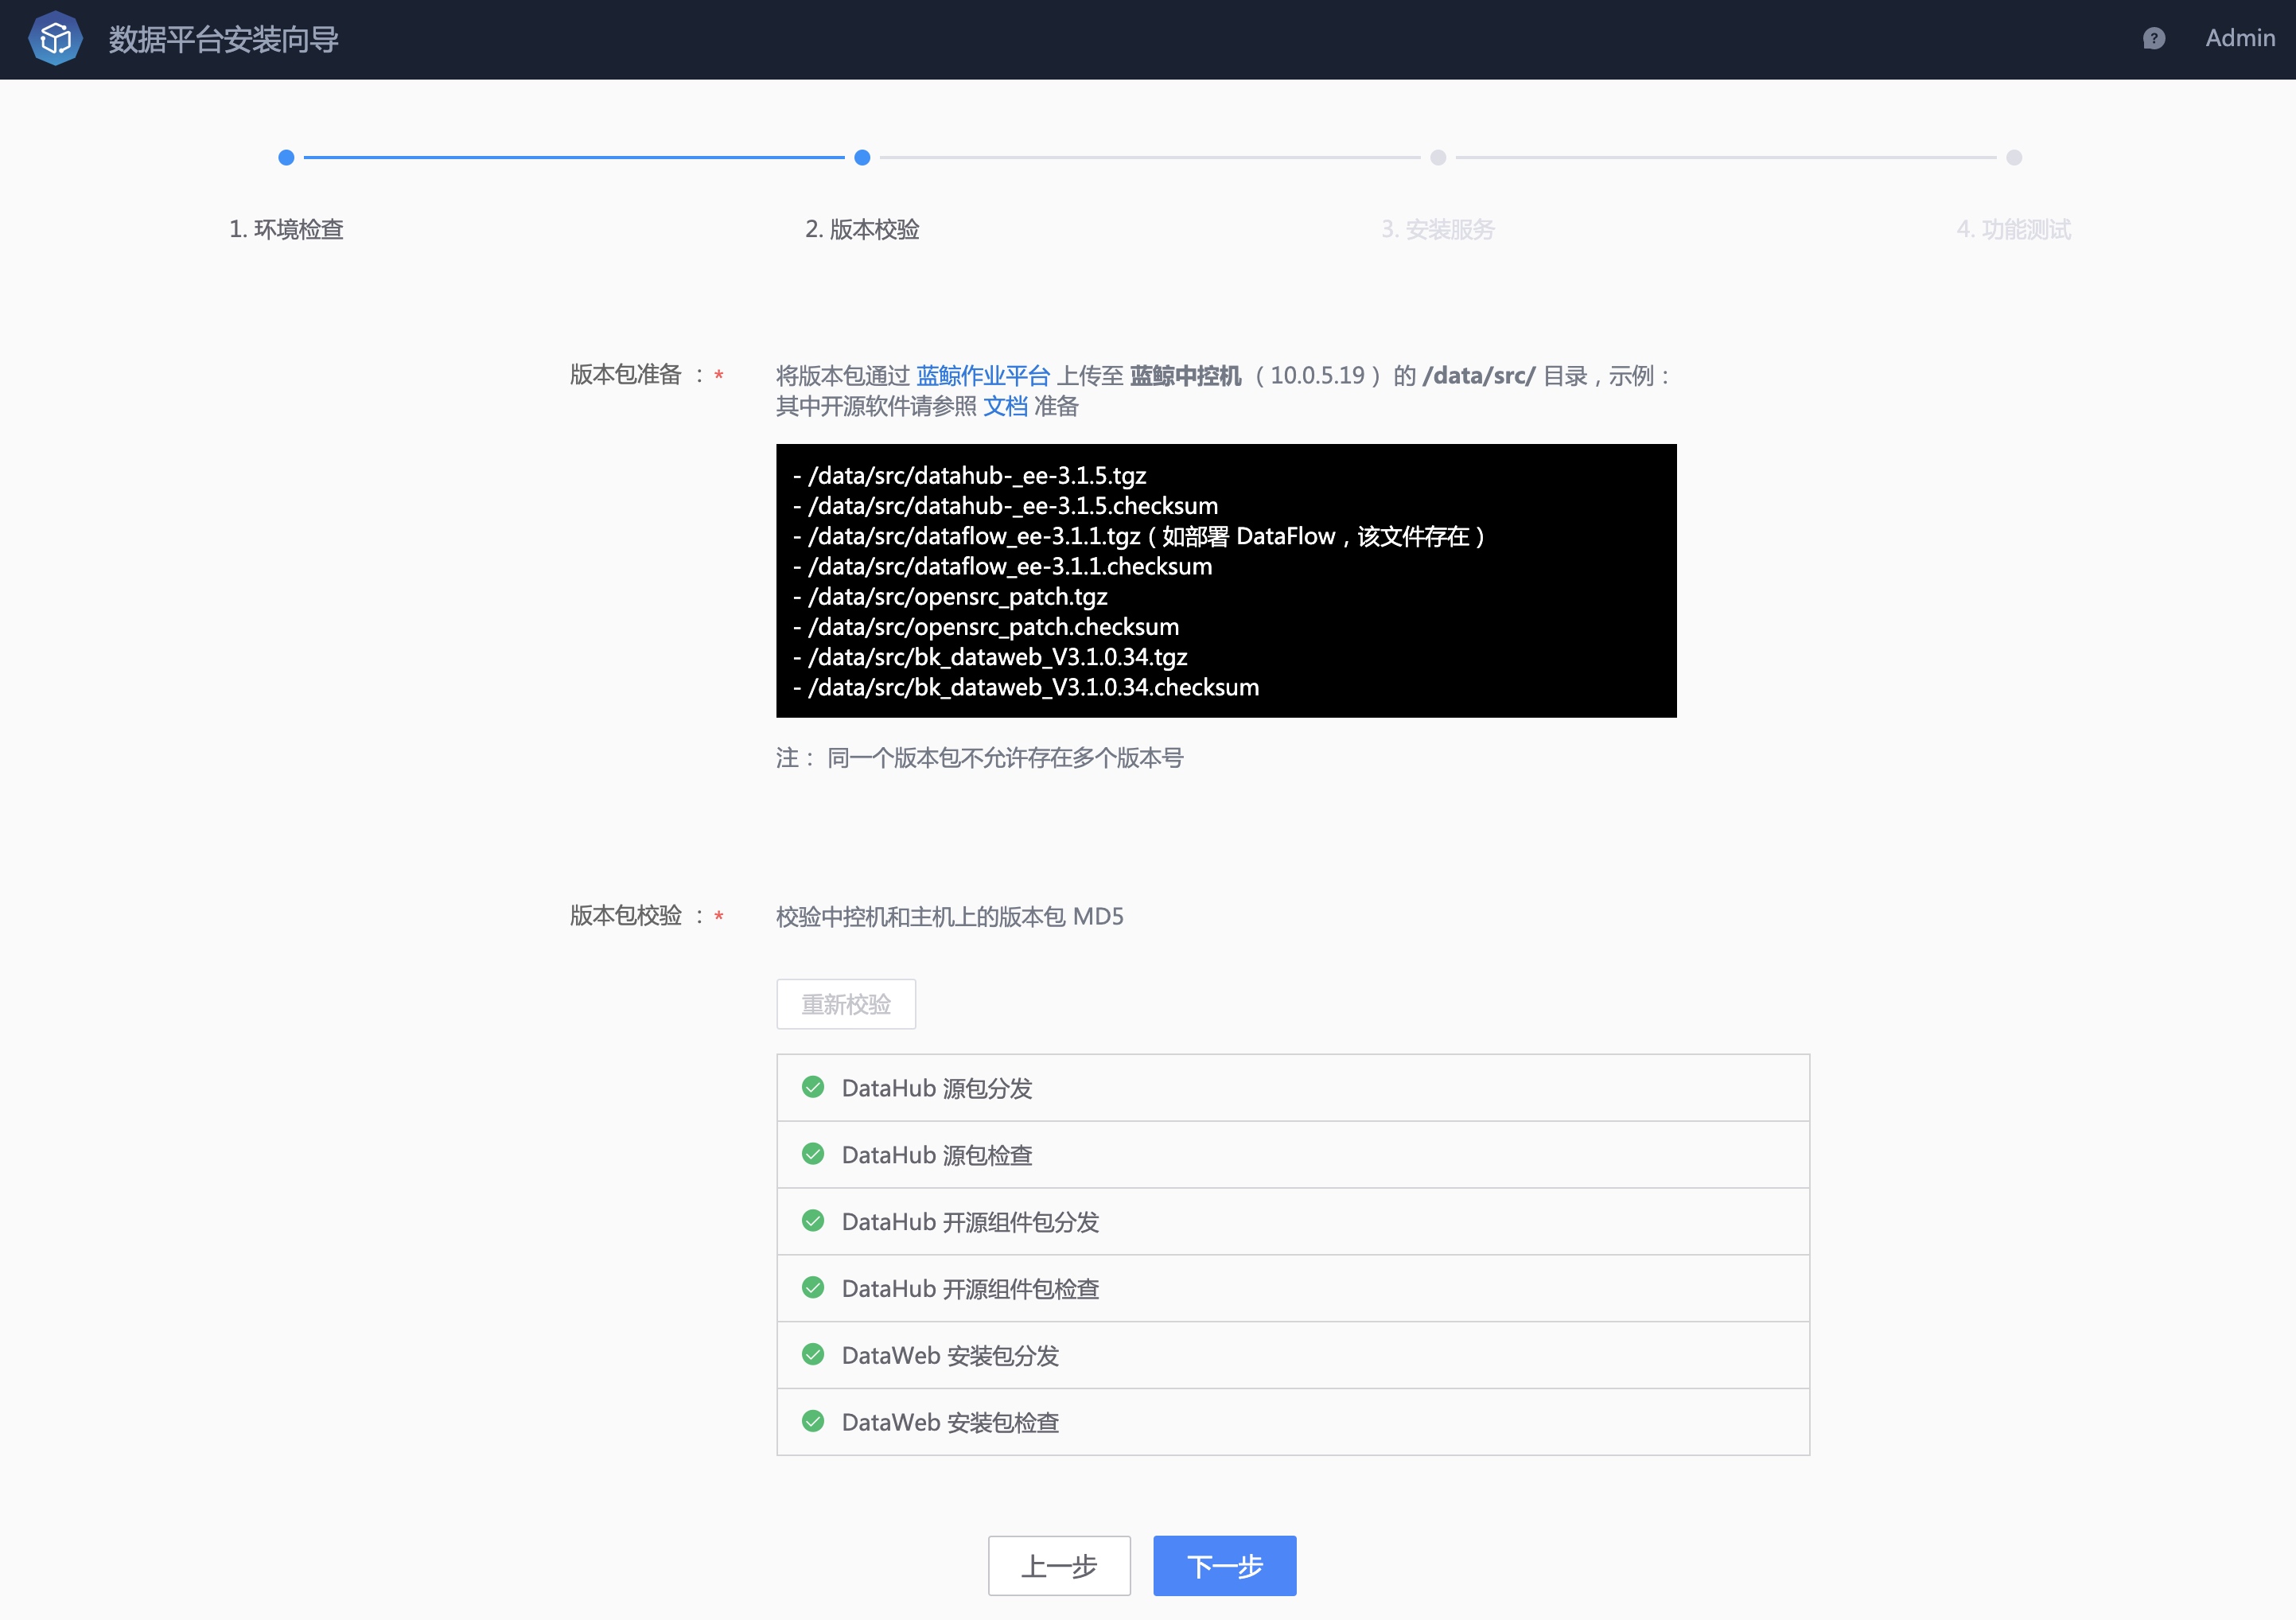 数据平台安装向导
Admin
1. 环境检查
2. 版本校验
3. 安装服务
4. 功能测试
版本包准备 : *
将版本包通过 蓝鲸作业平台 上传至 蓝鲸中控机 ( 10.0.5.19 ) 的 /data/src/ 目录，示例：
其中开源软件请参照 文档 准备
- /data/src/datahub-_ee-3.1.5.tgz
- /data/src/datahub-_ee-3.1.5.checksum
- /data/src/dataflow_ee-3.1.1.tgz（如部署 DataFlow，该文件存在）
- /data/src/dataflow_ee-3.1.1.checksum
- /data/src/opensrc_patch.tgz
- /data/src/opensrc_patch.checksum
- /data/src/bk_dataweb_V3.1.0.34.tgz
- /data/src/bk_dataweb_V3.1.0.34.checksum
注： 同一个版本包不允许存在多个版本号
版本包校验 : *
校验中控机和主机上的版本包 MD5
重新校验
DataHub 源包分发
DataHub 源包检查
DataHub 开源组件包分发
DataHub 开源组件包检查
DataWeb 安装包分发
DataWeb 安装包检查
上一步
下一步